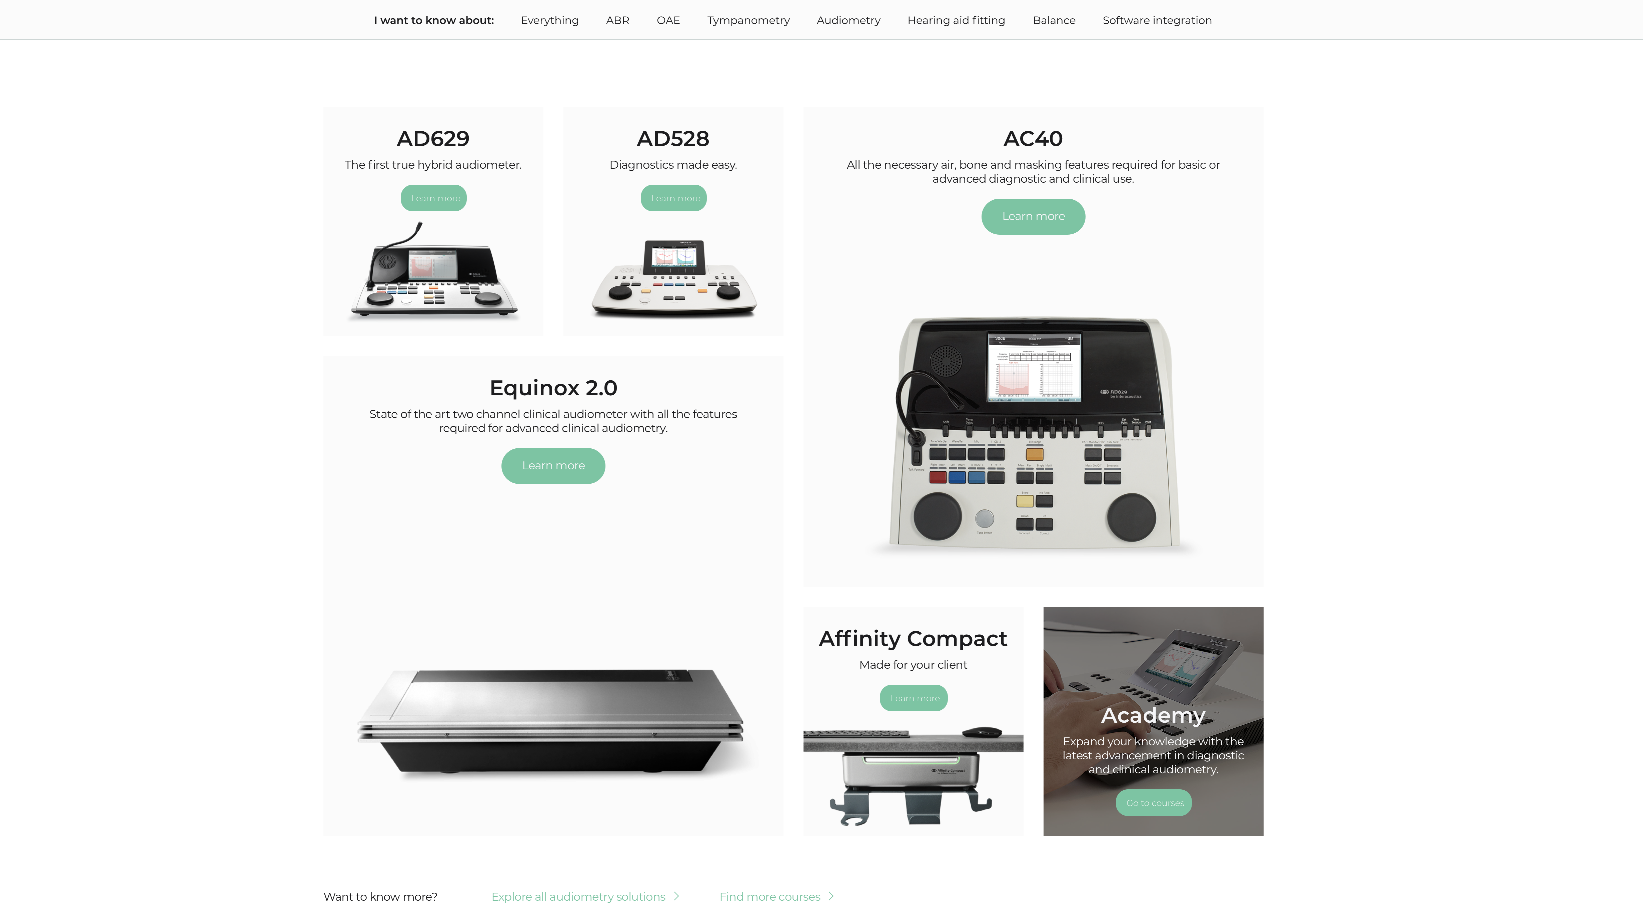 I want to know about:
Everything
ABR
OAE
Tympanometry
Audiometry
Hearing aid fitting
Balance
Software integration
AD629
The first true hybrid audiometer.
Learn more
AD528
Diagnostics made easy.
Learn more
AC40
All the necessary air, bone and masking features required for basic or
advanced diagnostic and clinical use.
Learn more
Equinox 2.0
State of the art two channel clinical audiometer with all the features
required for advanced clinical audiometry.
Learn more
Affinity Compact
Made for your client
Learn more
Academy
Expand your knowledge with the
latest advancement in diagnostic
and clinical audiometry.
Go to courses
Want to know more?
Explore all audiometry solutions
Find more courses